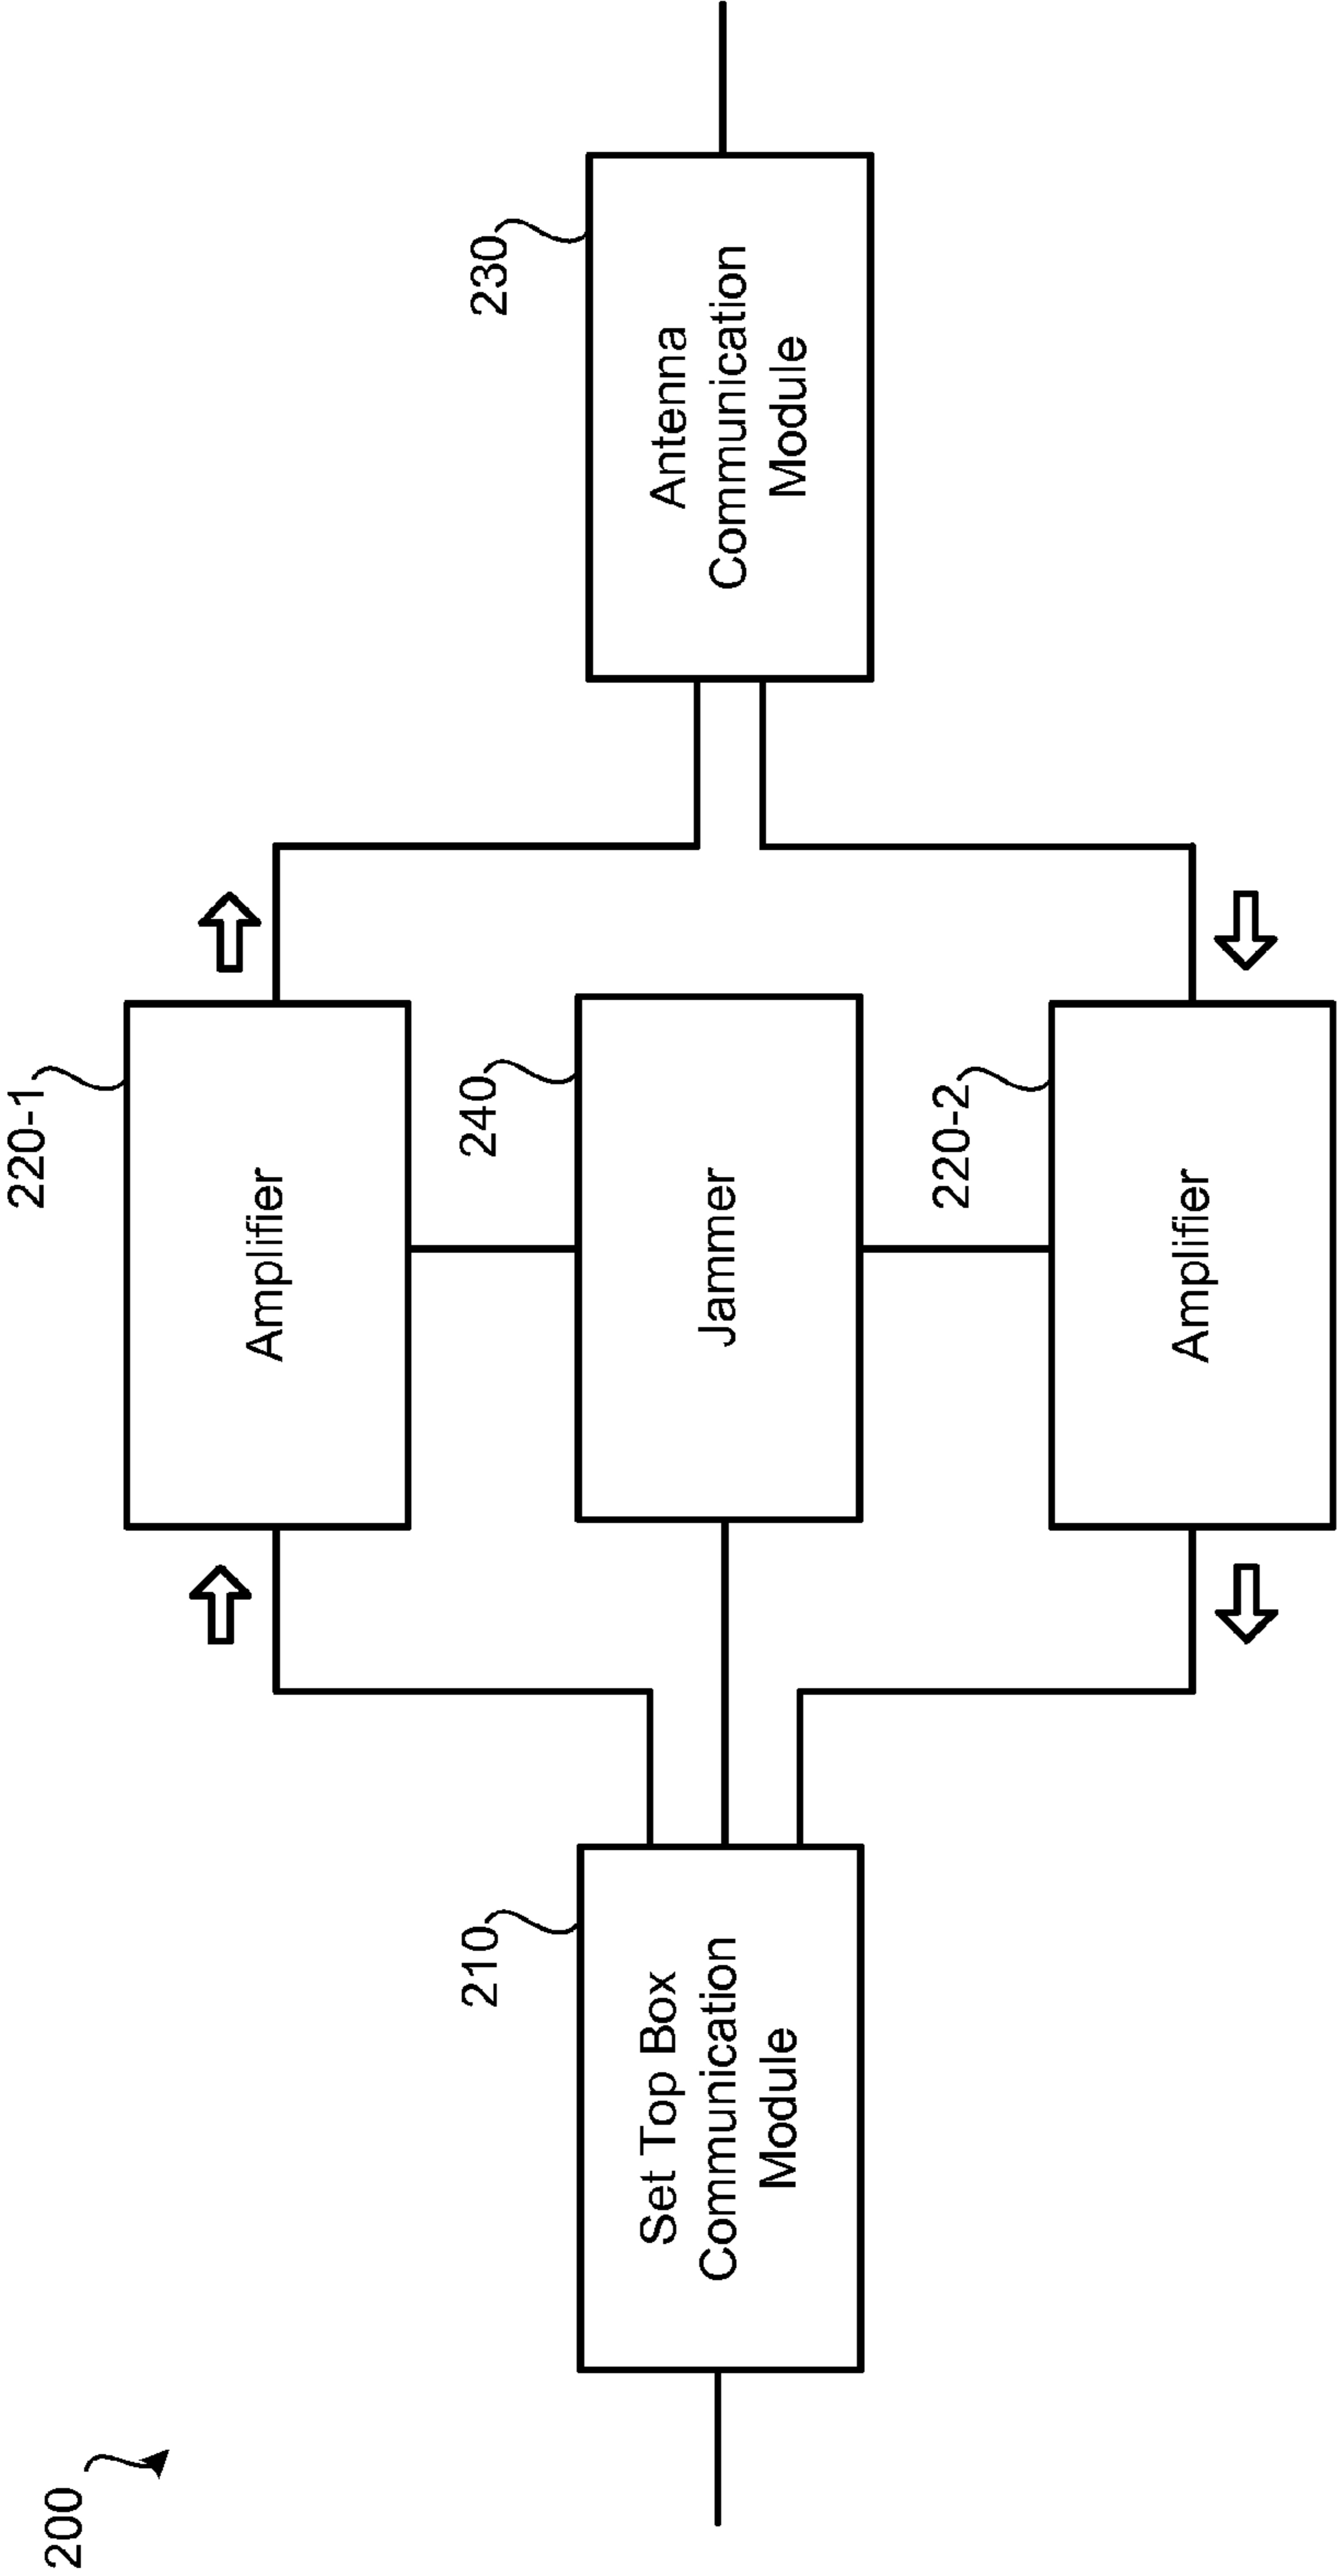 200
220-1
Amplifier
210
Set Top Box
Communication
Module
240
Jammer
230
Antenna
Communication
Module
220-2
Amplifier